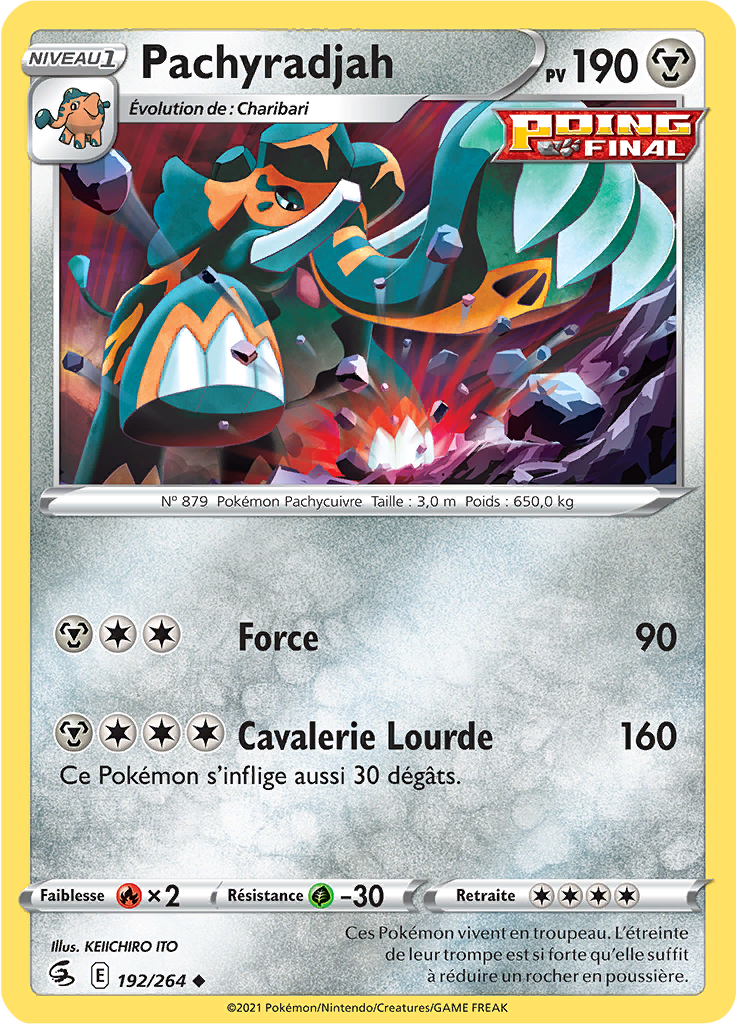 NIVEAU 1
Pachyradjah
PV 190
Évolution de : Charibari
POING
FINAL
N° 879 Pokémon Pachycuivre Taille : 3,0 m Poids : 650,0 kg
Force 90
Cavalerie Lourde 160
Ce Pokémon s'inflige aussi 30 dégâts.
Faiblesse ×2 Résistance -30 Retraite
Illus. KEIICHIRO ITO
Ces Pokémon vivent en troupeau. L'étreinte
de leur trompe est si forte qu'elle suffit
à réduire un rocher en poussière.
E 192/264
©2021 Pokémon/Nintendo/Creatures/GAME FREAK